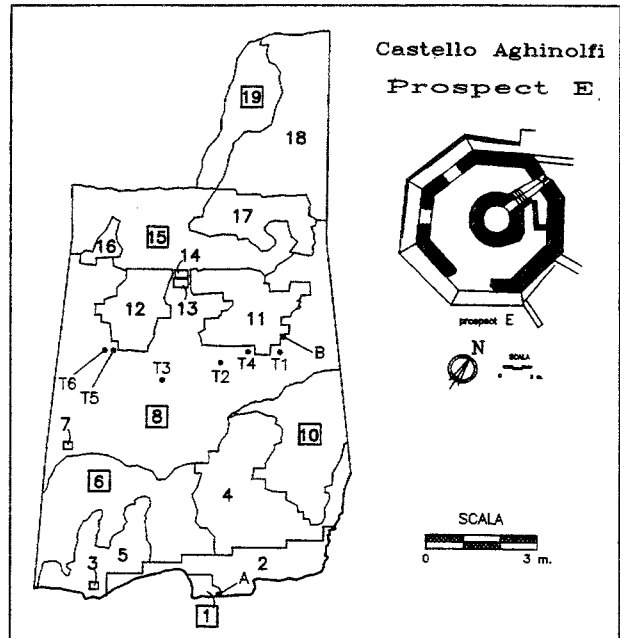 Castello Aghinolfi
Prospect E.
19
18
17
16
15
14
13
12
11
B
T6
T5
T3
T2
T4
T1
8
7
10
6
4
5
3
2
A
1
prospect E
N
SCALA
SCALA
0 3 m.